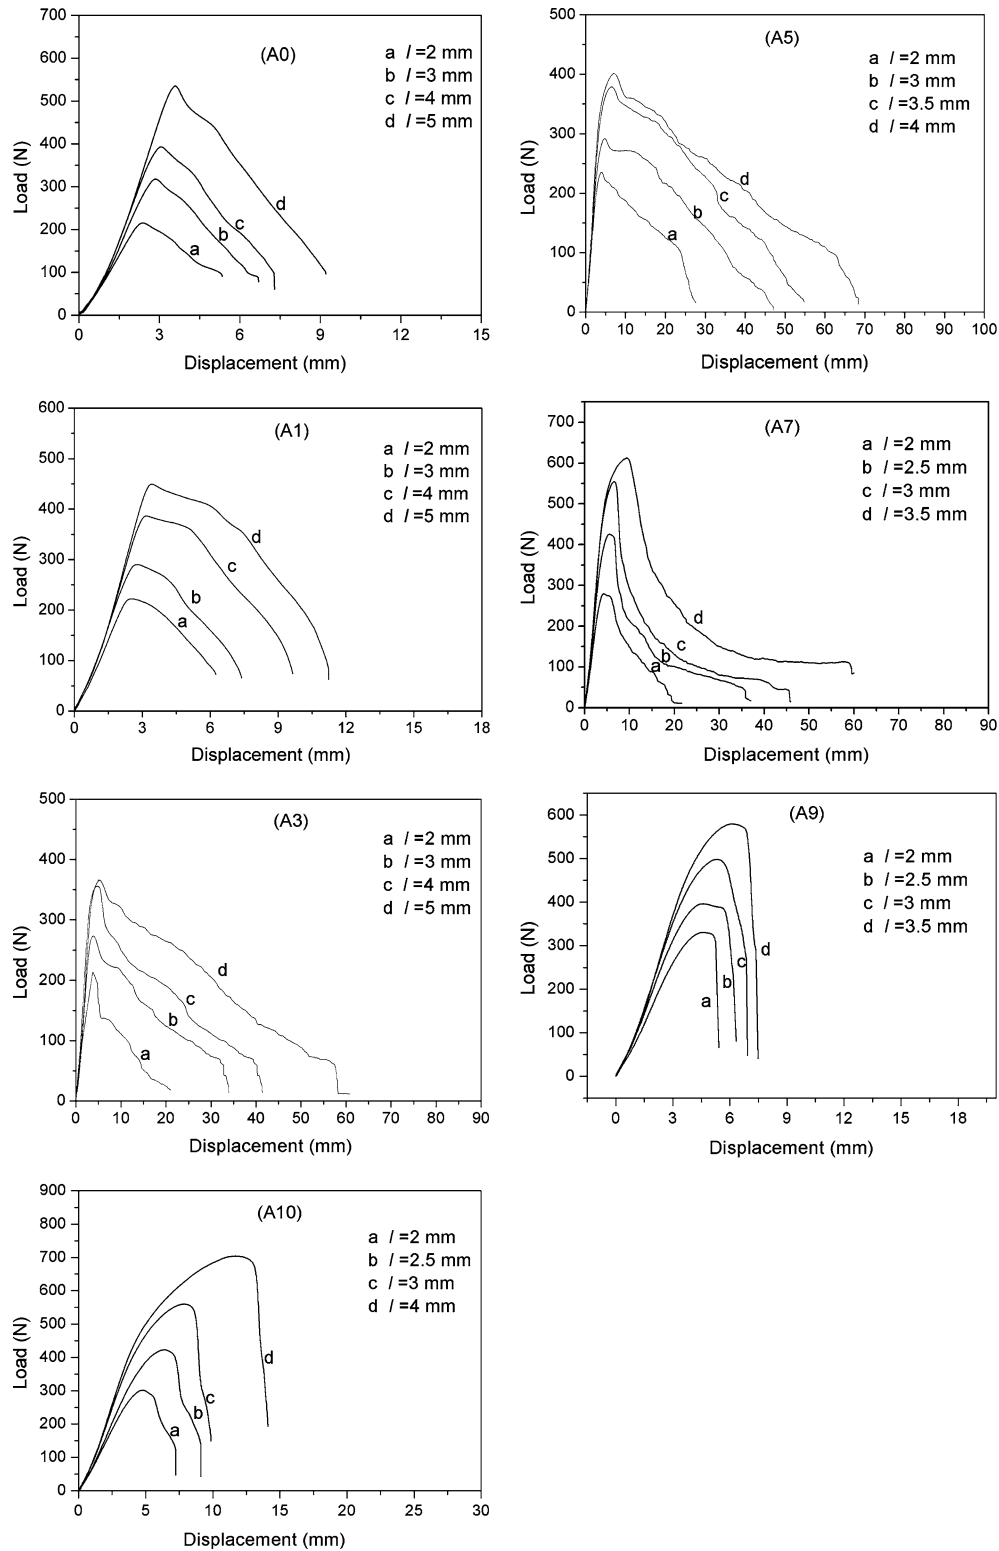 (A0)
a l=2 mm
b l=3 mm
c l=4 mm
d l=5 mm
700
600
500
400
300
200
100
0
Load (N)
a
b
c
d
0 3 6 9 12 15
Displacement (mm)
(A5)
a l=2 mm
b l=3 mm
c l=3.5 mm
d l=4 mm
500
400
300
200
100
0
Load (N)
a
b
c
d
0 10 20 30 40 50 60 70 80 90 100
Displacement (mm)
(A1)
a l=2 mm
b l=3 mm
c l=4 mm
d l=5 mm
600
500
400
300
200
100
0
Load (N)
a
b
c
d
0 3 6 9 12 15 18
Displacement (mm)
(A7)
a l=2 mm
b l=2.5 mm
c l=3 mm
d l=3.5 mm
700
600
500
400
300
200
100
0
Load (N)
a
b
c
d
0 10 20 30 40 50 60 70 80 90
Displacement (mm)
(A3)
a l=2 mm
b l=3 mm
c l=4 mm
d l=5 mm
500
400
300
200
100
0
Load (N)
a
b
c
d
0 10 20 30 40 50 60 70 80 90
Displacement (mm)
(A9)
a l=2 mm
b l=2.5 mm
c l=3 mm
d l=3.5 mm
600
500
400
300
200
100
0
Load (N)
a
b
c
d
0 3 6 9 12 15 18
Displacement (mm)
(A10)
a l=2 mm
b l=2.5 mm
c l=3 mm
d l=4 mm
900
800
700
600
500
400
300
200
100
0
Load (N)
a
b
c
d
0 5 10 15 20 25 30
Displacement (mm)